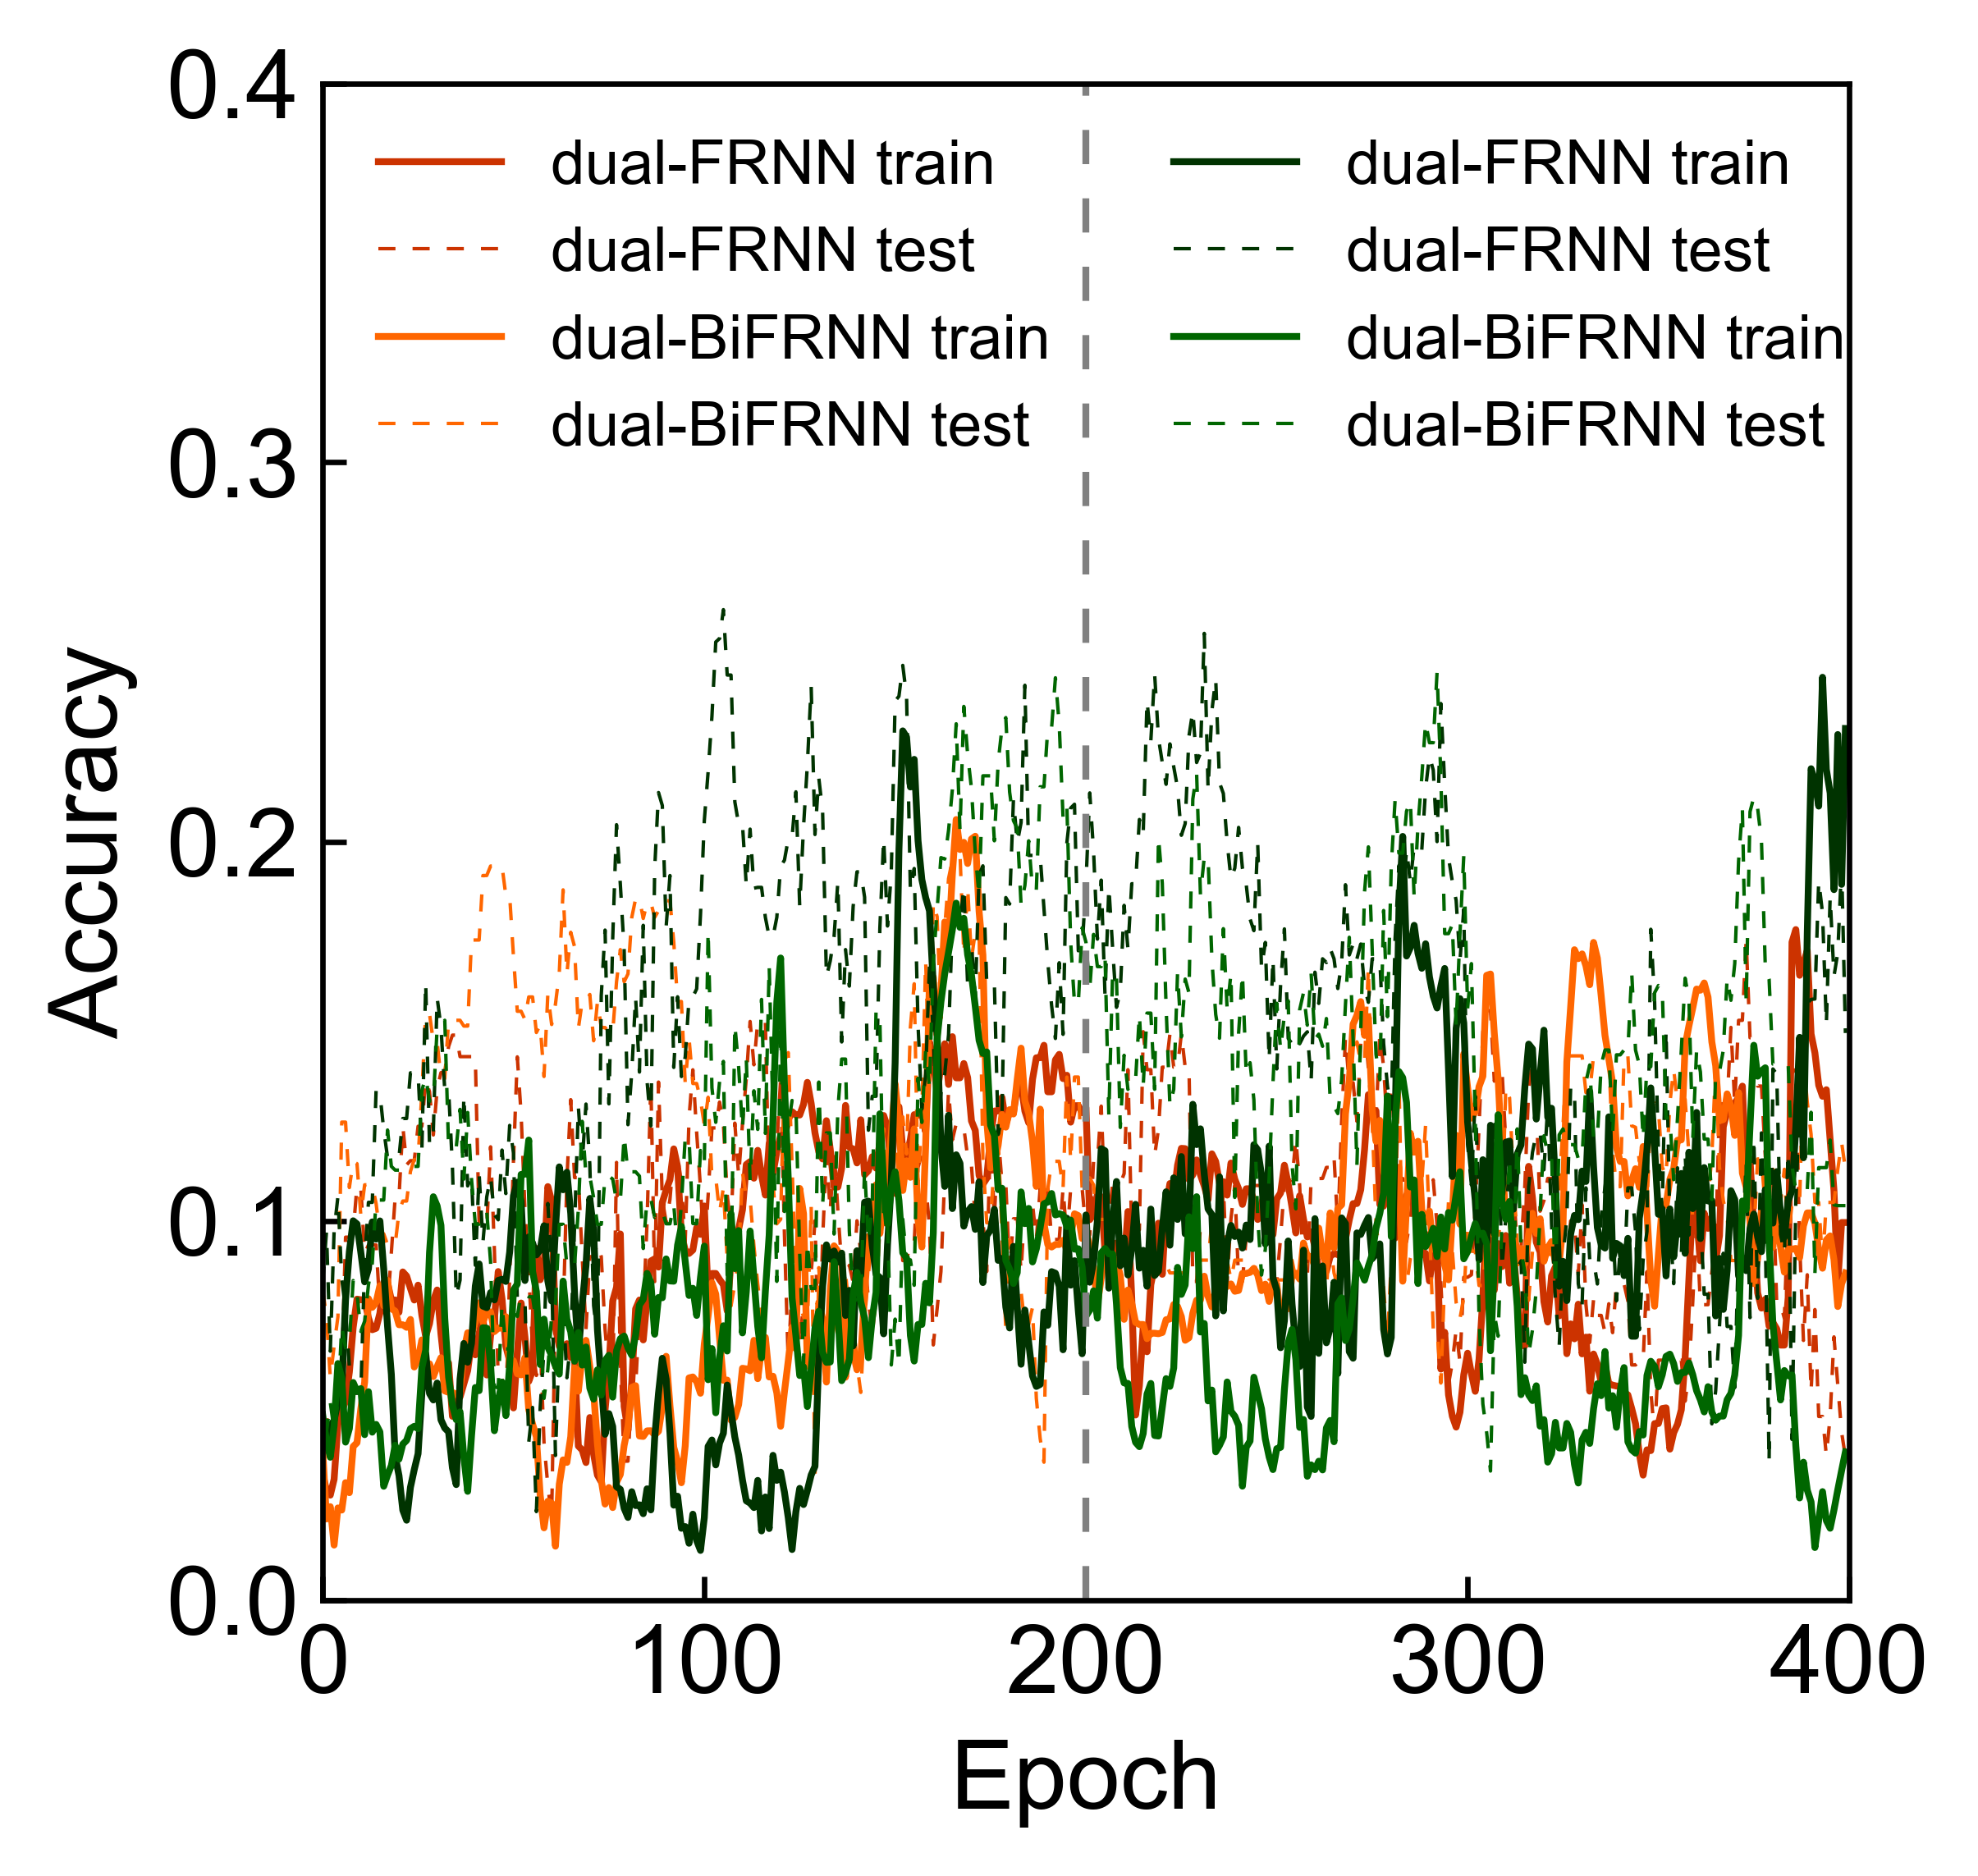 0.4
dual-FRNN train
dual-FRNN test
dual-BiFRNN train
dual-BiFRNN test
dual-FRNN train
dual-FRNN test
dual-BiFRNN train
dual-BiFRNN test
0.3
0.2
0.1
0.0
Accuracy
0 100 200 300 400
Epoch